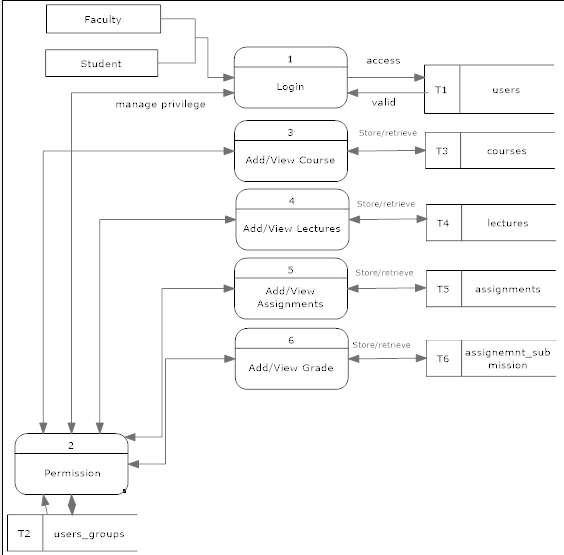 Faculty
Student
1
Login
access
valid
T1 users
manage privilege
3
Add/View Course
Store/retrieve
T3 courses
4
Add/View Lectures
Store/retrieve
T4 lectures
5
Add/View
Assignments
Store/retrieve
T5 assignments
6
Add/View Grade
Store/retrieve
T6 assignemnt_sub
mission
2
Permission
T2 users_groups